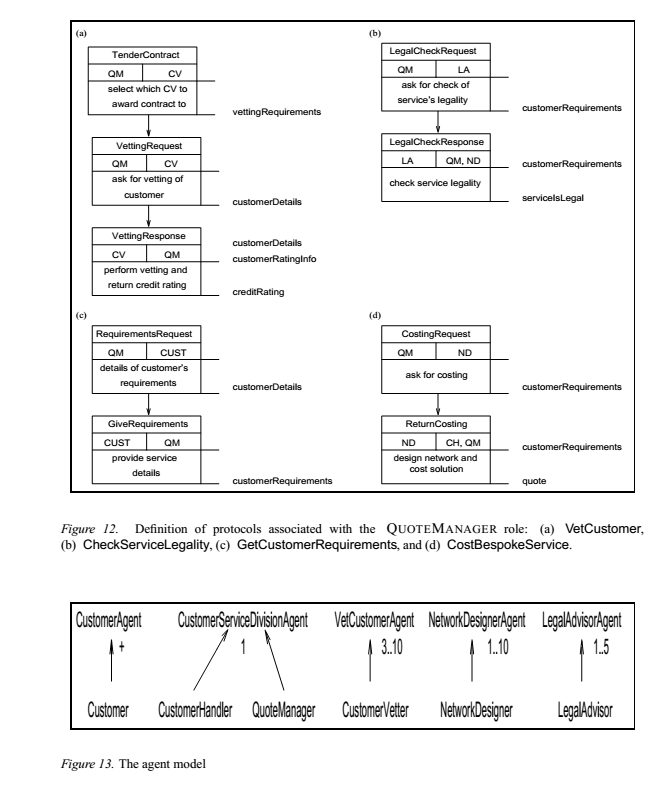 (a)
TenderContract
QM CV
select which CV to
award contract to
vettingRequirements
VettingRequest
QM CV
ask for vetting of
customer
customerDetails
VettingResponse
customerDetails
CV QM
customerRatingInfo
perform vetting and
return credit rating
creditRating
(b)
LegalCheckRequest
QM LA
ask for check of
service's legality
customerRequirements
LegalCheckResponse
LA QM, ND
customerRequirements
check service legality
serviceIsLegal
(c)
RequirementsRequest
QM CUST
details of customer's
requirements
customerDetails
GiveRequirements
CUST QM
provide service
details
customerRequirements
(d)
CostingRequest
QM ND
ask for costing
customerRequirements
ReturnCosting
ND CH, QM
customerRequirements
design network and
cost solution
quote
Figure 12. Definition of protocols associated with the QUOTEMANAGER role: (a) VetCustomer,
(b) CheckServiceLegality, (c) GetCustomerRequirements, and (d) CostBespokeService.
CustomerAgent CustomerServiceDivisionAgent VetCustomerAgent NetworkDesignerAgent LegalAdvisorAgent
+ 1 3..10 1..10 1..5
Customer CustomerHandler QuoteManager CustomerVetter NetworkDesigner LegalAdvisor
Figure 13. The agent model